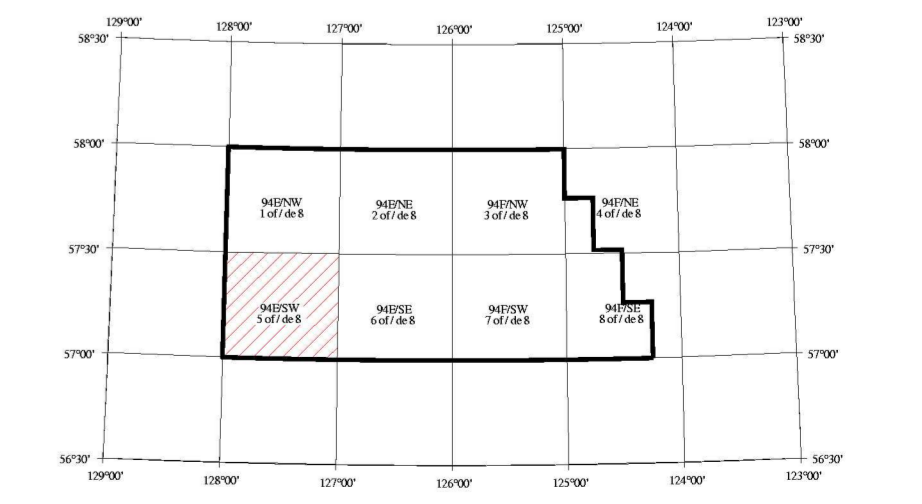 129°00'
128°00'
127°00'
126°00'
125°00'
124°00'
123°00'
58°30'
58°30'
58°00'
58°00'
94E/NW
1 of / de 8
94E/NE
2 of / de 8
94F/NW
3 of / de 8
94F/NE
4 of / de 8
57°30'
57°30'
94E/SW
5 of / de 8
94E/SE
6 of / de 8
94F/SW
7 of / de 8
94F/SE
8 of / de 8
57°00'
57°00'
56°30'
56°30'
129°00'
128°00'
127°00'
126°00'
125°00'
124°00'
123°00'